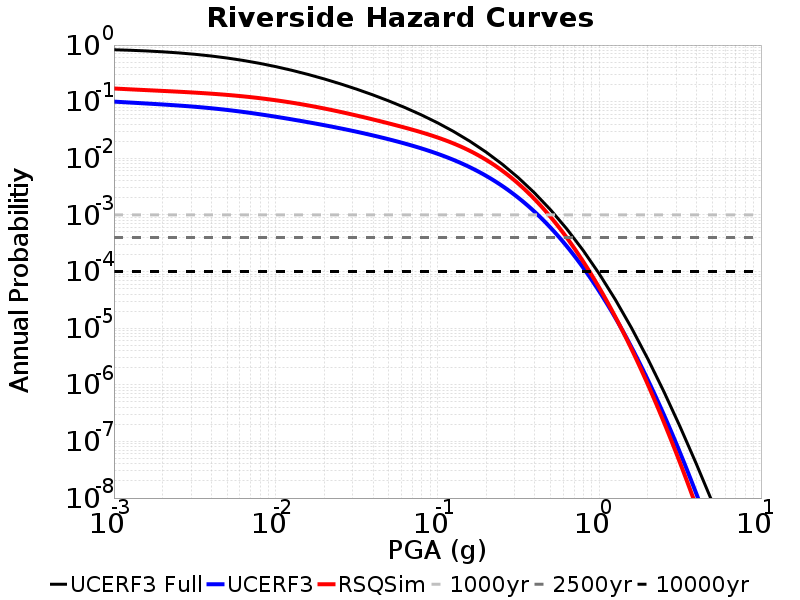 Riverside Hazard Curves
10^0
10^-1
10^-2
10^-3
10^-4
10^-5
10^-6
10^-7
10^-8
Annual Probabilitiy
10^-3 10^-2 10^-1 10^0 10^1
PGA (g)
UCERF3 Full UCERF3 RSQSim 1000yr 2500yr 10000yr